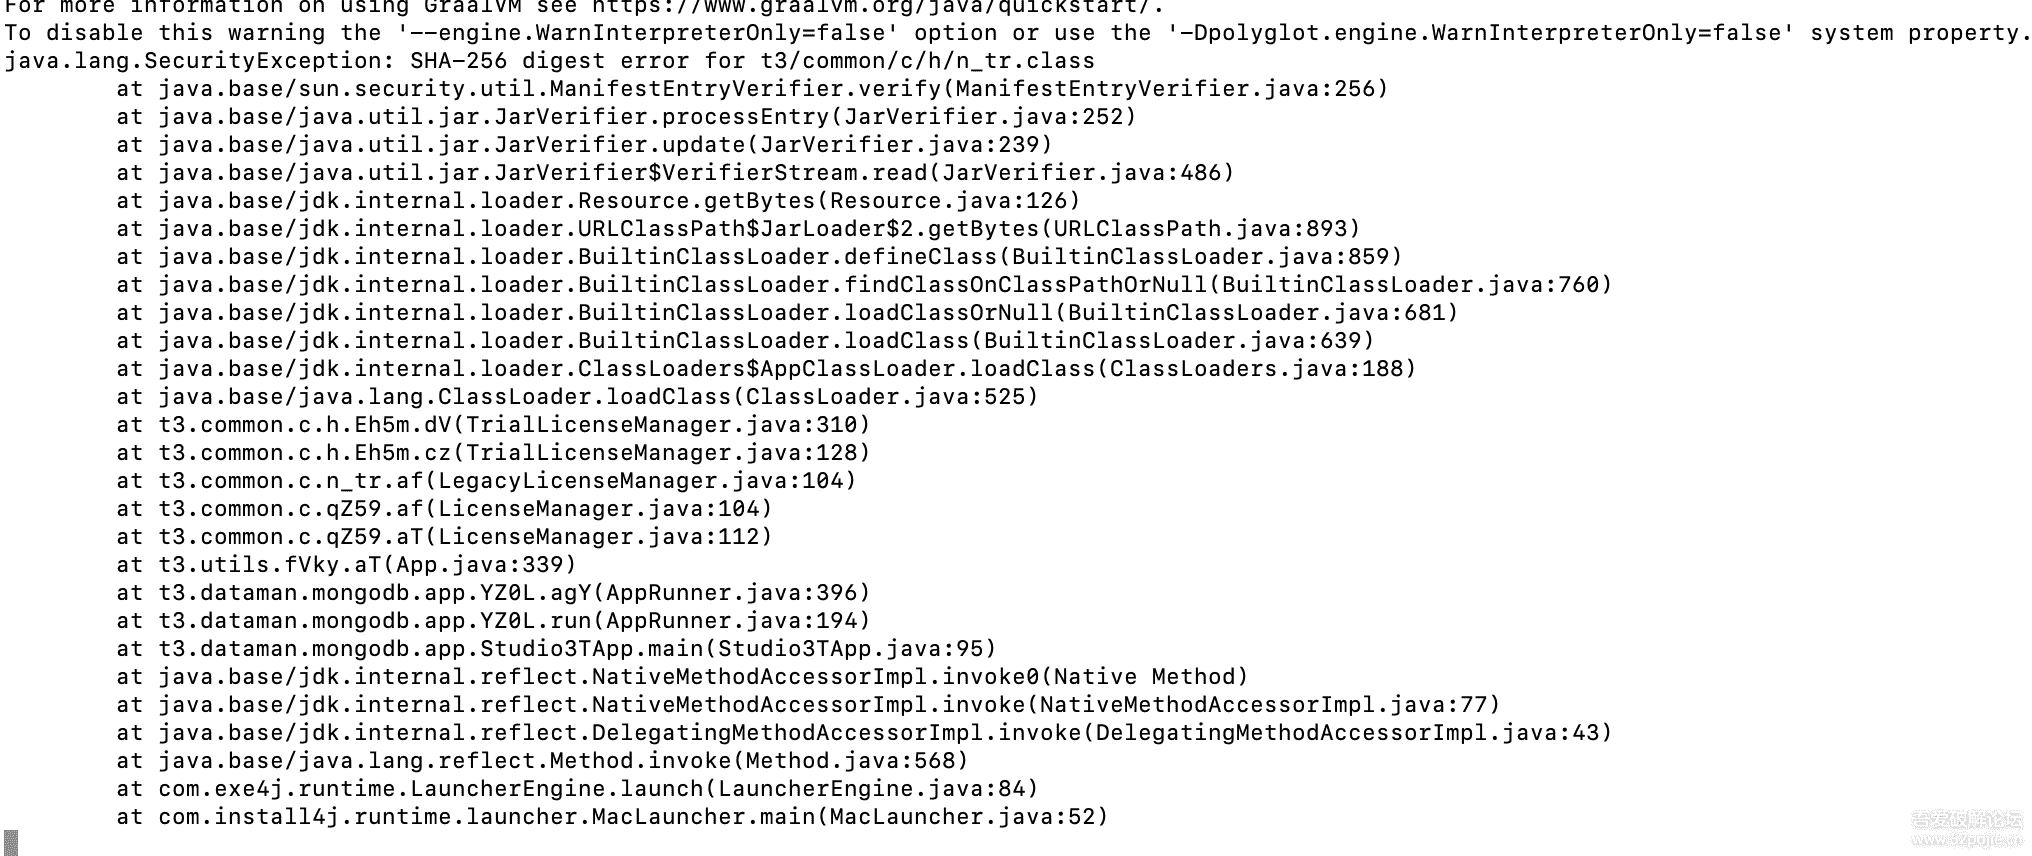 For more information on using GraalVM see https://www.graalvm.org/java/quickstart/.
To disable this warning the '--engine.WarnInterpreterOnly=false' option or use the '-Dpolyglot.engine.WarnInterpreterOnly=false' system property.
java.lang.SecurityException: SHA-256 digest error for t3/common/c/h/n_tr.class
at java.base/sun.security.util.ManifestEntryVerifier.verify(ManifestEntryVerifier.java:256)
at java.base/java.util.jar.JarVerifier.processEntry(JarVerifier.java:252)
at java.base/java.util.jar.JarVerifier.update(JarVerifier.java:239)
at java.base/java.util.jar.JarVerifier$VerifierStream.read(JarVerifier.java:486)
at java.base/jdk.internal.loader.Resource.getBytes(Resource.java:126)
at java.base/jdk.internal.loader.URLClassPath$JarLoader$2.getBytes(URLClassPath.java:893)
at java.base/jdk.internal.loader.BuiltinClassLoader.defineClass(BuiltinClassLoader.java:859)
at java.base/jdk.internal.loader.BuiltinClassLoader.findClassOnClassPathOrNull(BuiltinClassLoader.java:760)
at java.base/jdk.internal.loader.BuiltinClassLoader.loadClassOrNull(BuiltinClassLoader.java:681)
at java.base/jdk.internal.loader.BuiltinClassLoader.loadClass(BuiltinClassLoader.java:639)
at java.base/jdk.internal.loader.ClassLoaders$AppClassLoader.loadClass(ClassLoaders.java:188)
at java.base/java.lang.ClassLoader.loadClass(ClassLoader.java:525)
at t3.common.c.h.Eh5m.dV(TrialLicenseManager.java:310)
at t3.common.c.h.Eh5m.cz(TrialLicenseManager.java:128)
at t3.common.c.n_tr.af(LegacyLicenseManager.java:104)
at t3.common.c.qZ59.af(LicenseManager.java:104)
at t3.common.c.qZ59.aT(LicenseManager.java:112)
at t3.utils.fVky.aT(App.java:339)
at t3.dataman.mongodb.app.YZ0L.agY(AppRunner.java:396)
at t3.dataman.mongodb.app.YZ0L.run(AppRunner.java:194)
at t3.dataman.mongodb.app.Studio3TApp.main(Studio3TApp.java:95)
at java.base/jdk.internal.reflect.NativeMethodAccessorImpl.invoke0(Native Method)
at java.base/jdk.internal.reflect.NativeMethodAccessorImpl.invoke(NativeMethodAccessorImpl.java:77)
at java.base/jdk.internal.reflect.DelegatingMethodAccessorImpl.invoke(DelegatingMethodAccessorImpl.java:43)
at java.base/java.lang.reflect.Method.invoke(Method.java:568)
at com.exe4j.runtime.LauncherEngine.launch(LauncherEngine.java:84)
at com.install4j.runtime.launcher.MacLauncher.main(MacLauncher.java:52)
吾爱破解论坛
www.52pojie.cn